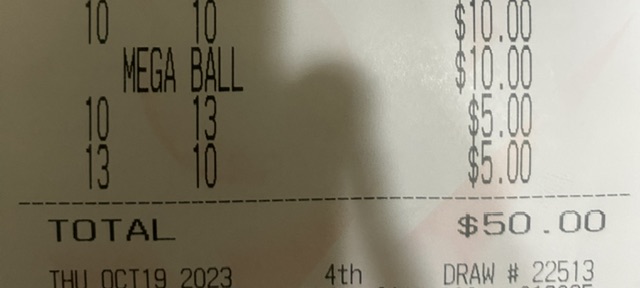 10 10 $10.00
MEGA BALL $10.00
10 13 $5.00
13 10 $5.00
TOTAL $50.00
THU OCT19 2023 4th DRAW # 22513